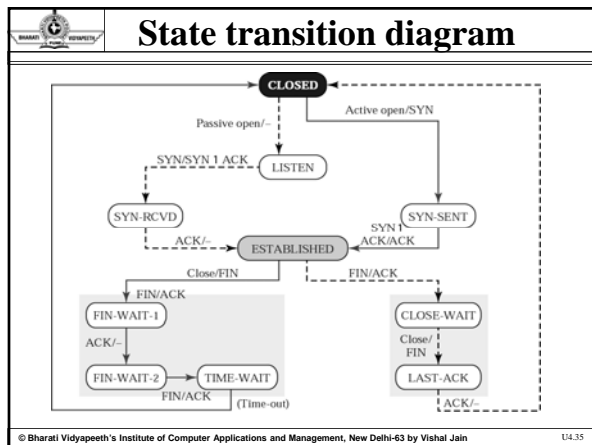 BHARATI VIDYAPEETH
State transition diagram
CLOSED
Active open/SYN
Passive open/–
SYN/SYN 1 ACK
LISTEN
SYN-RCVD
SYN-SENT
SYN 1
ACK/ACK
ACK/–
ESTABLISHED
Close/FIN
FIN/ACK
FIN/ACK
FIN-WAIT-1
CLOSE-WAIT
ACK/–
Close/
FIN
FIN-WAIT-2
TIME-WAIT
LAST-ACK
FIN/ACK
(Time-out)
ACK/–
© Bharati Vidyapeeth's Institute of Computer Applications and Management, New Delhi-63 by Vishal Jain
U4.35